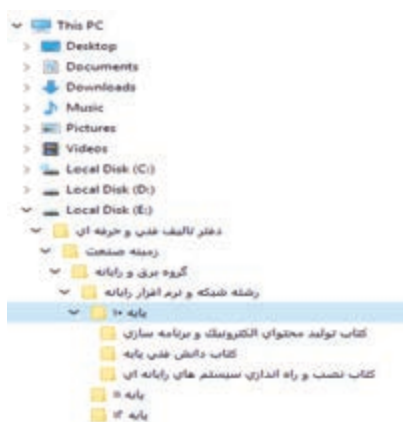 This PC
Desktop
Documents
Downloads
Music
Pictures
Videos
Local Disk (C:)
Local Disk (D:)
Local Disk (E:)
دفتر تالیف فنی و حرفه ای
زمینه صنعت
گروه برق و رایانه
رشته شبکه و نرم افزار رایانه
پایه ۱۰
کتاب تولید محتوای الکترونیک و برنامه سازی
کتاب دانش فنی پایه
کتاب نصب و راه اندازی سیستم های رایانه ای
پایه ۱۱
پایه ۱۲